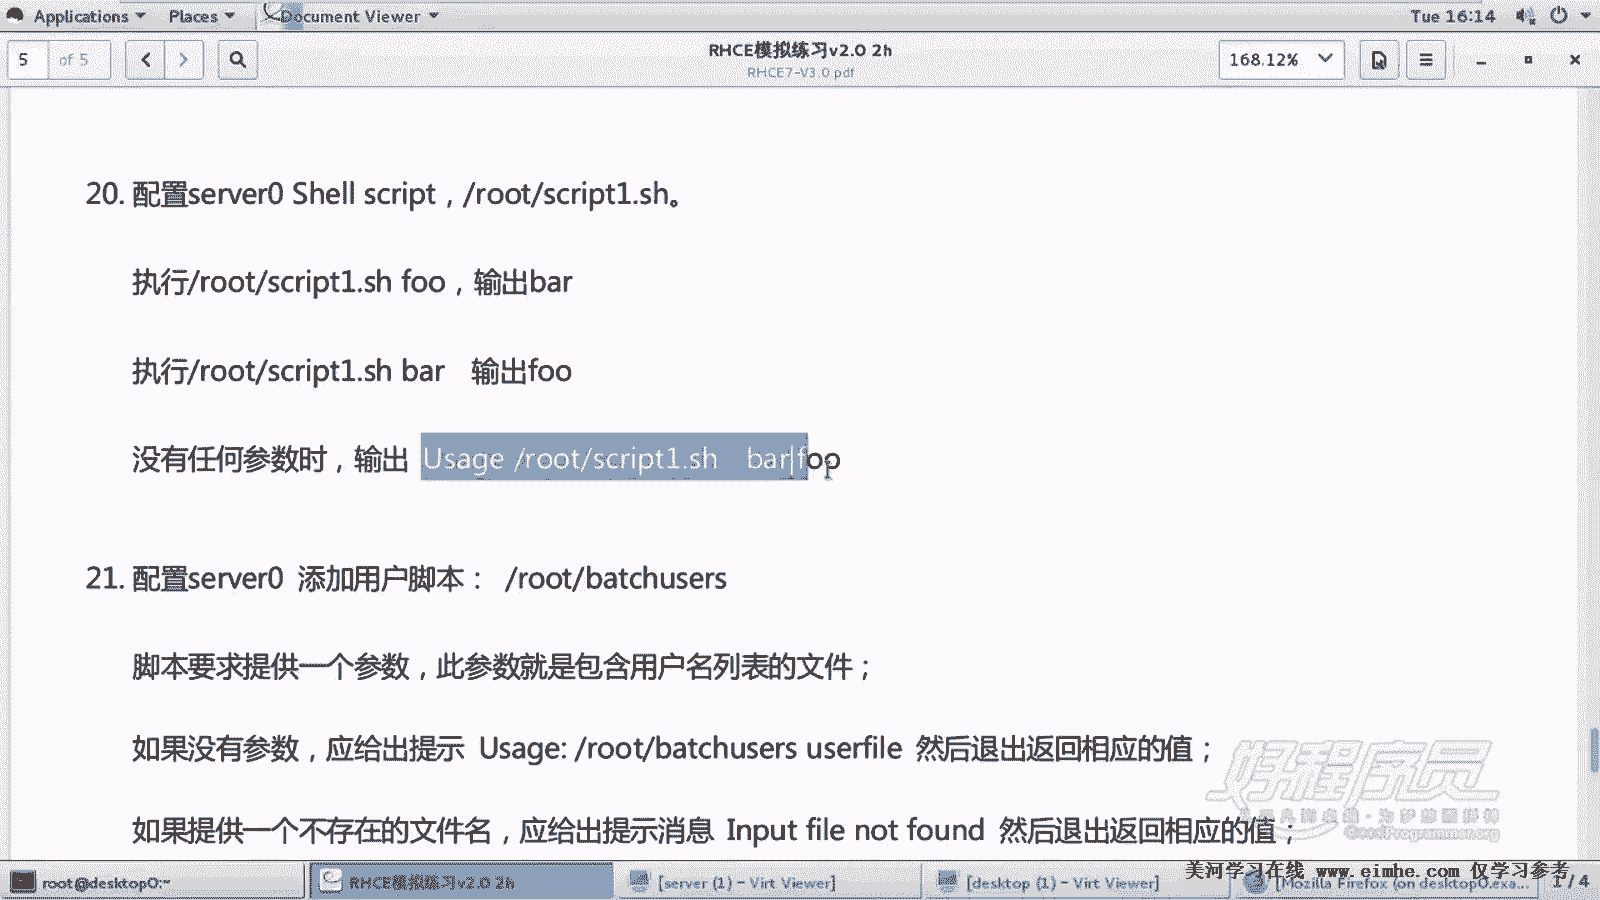 Applications Places Document Viewer Tue 16:14
5 of 5 RHCE模拟练习v2.0 2h 168.12%
RHCE7-V3.0.pdf
20. 配置server0 Shell script，/root/script1.sh。
执行/root/script1.sh foo，输出bar
执行/root/script1.sh bar 输出foo
没有任何参数时，输出 Usage /root/script1.sh bar|foo
21. 配置server0 添加用户脚本： /root/batchusers
脚本要求提供一个参数，此参数就是包含用户名列表的文件；
如果没有参数，应给出提示 Usage: /root/batchusers userfile 然后退出返回相应的值；
如果提供一个不存在的文件名，应给出提示消息 Input file not found 然后退出返回相应的值；
好程序员
GoodProgrammer.org
美河学习在线 www.eimhe.com 仅学习参考
root@desktop0:~ RHCE模拟练习v2.0 2h [server (1) – Virt Viewer] [desktop (1) – Virt Viewer] [Mozilla Firefox (on desktop0.exa... 1 / 4